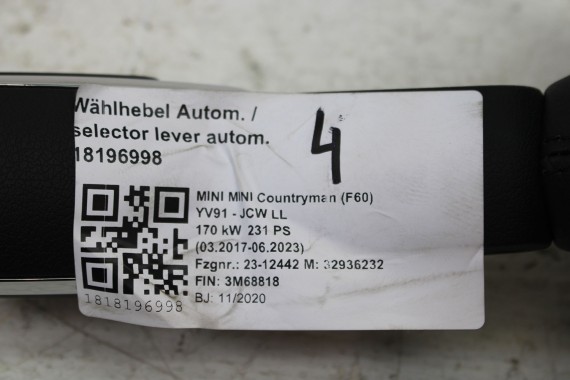 Wählhebel Autom. /
selector lever autom.
18196998
4
MINI MINI Countryman (F60)
YV91 - JCW LL
170 kW 231 PS
(03.2017-06.2023)
Fzgnr.: 23-12442 M: 32936232
FIN: 3M68818
BJ: 11/2020
1818196998